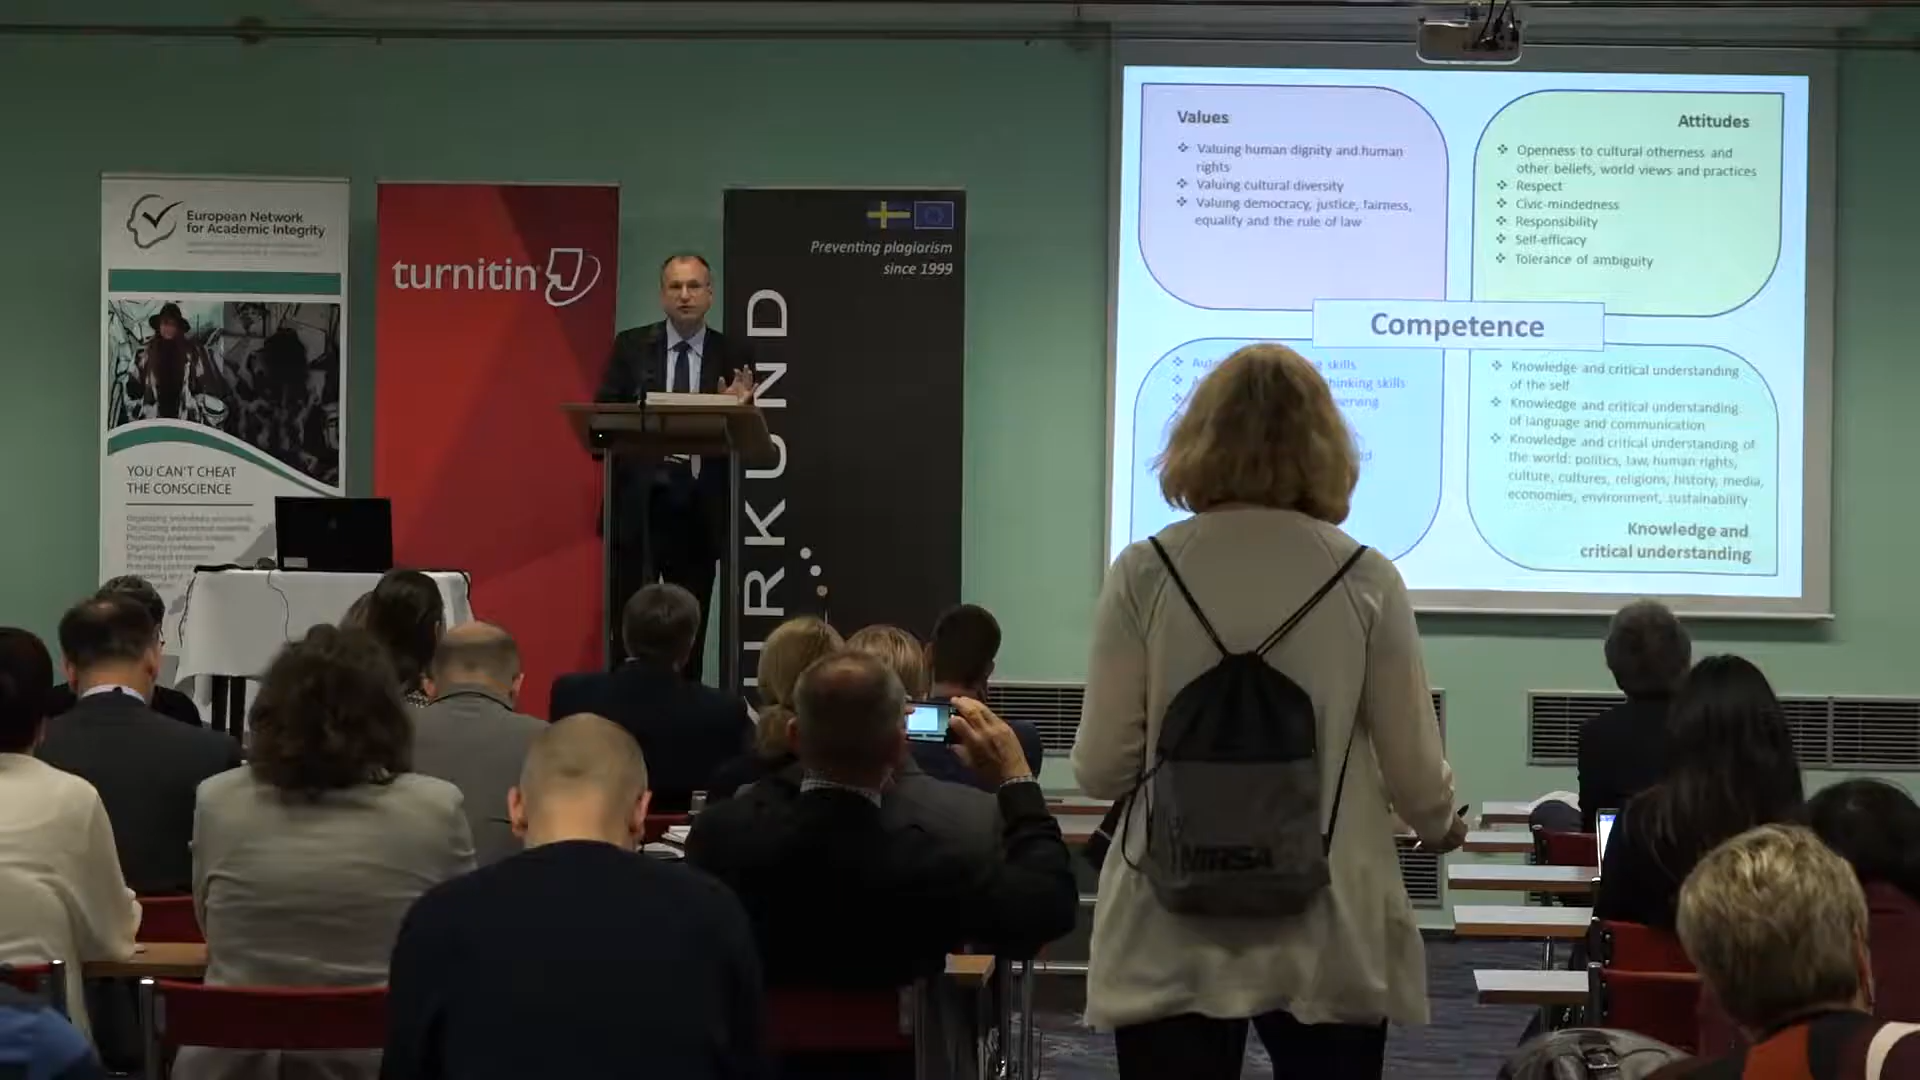 European Network
for Academic Integrity
YOU CAN'T CHEAT
THE CONSCIENCE
turnitin
Preventing plagiarism
since 1999
URKUND
Values
Valuing human dignity and human
rights
Valuing cultural diversity
Valuing democracy, justice, fairness,
equality and the rule of law
Attitudes
Openness to cultural otherness and
other beliefs, world views and practices
Respect
Civic-mindedness
Responsibility
Self-efficacy
Tolerance of ambiguity
Competence
skills
thinking skills
Knowledge and critical understanding
of the self
Knowledge and critical understanding
of language and communication
Knowledge and critical understanding of
the world: politics, law, human rights,
culture, cultures, religions, history, media,
economies, environment, sustainability
Knowledge and
critical understanding
NIRSA